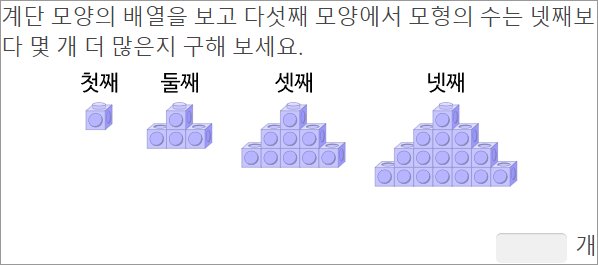 계단 모양의 배열을 보고 다섯째 모양에서 모형의 수는 넷째보
다 몇 개 더 많은지 구해 보세요.
첫째 둘째 셋째 넷째
개